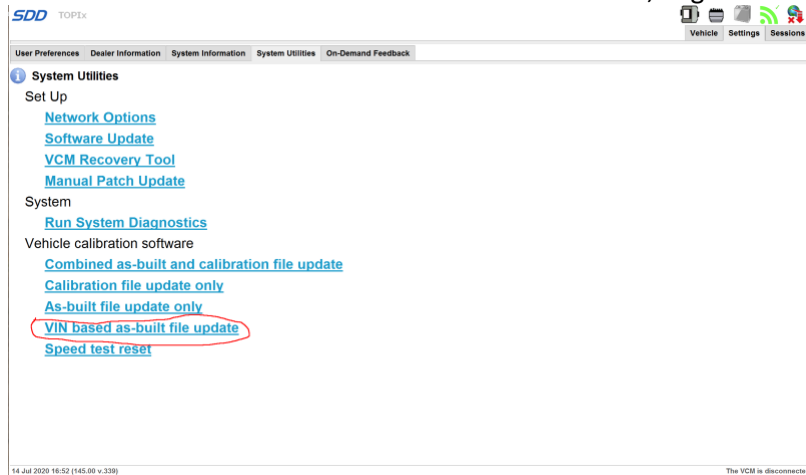 SDD TOPIx
Vehicle Settings Sessions
User Preferences Dealer Information System Information System Utilities On-Demand Feedback
System Utilities
Set Up
Network Options
Software Update
VCM Recovery Tool
Manual Patch Update
System
Run System Diagnostics
Vehicle calibration software
Combined as-built and calibration file update
Calibration file update only
As-built file update only
VIN based as-built file update
Speed test reset
14 Jul 2020 16:52 (145.00 v.339) The VCM is disconnecte